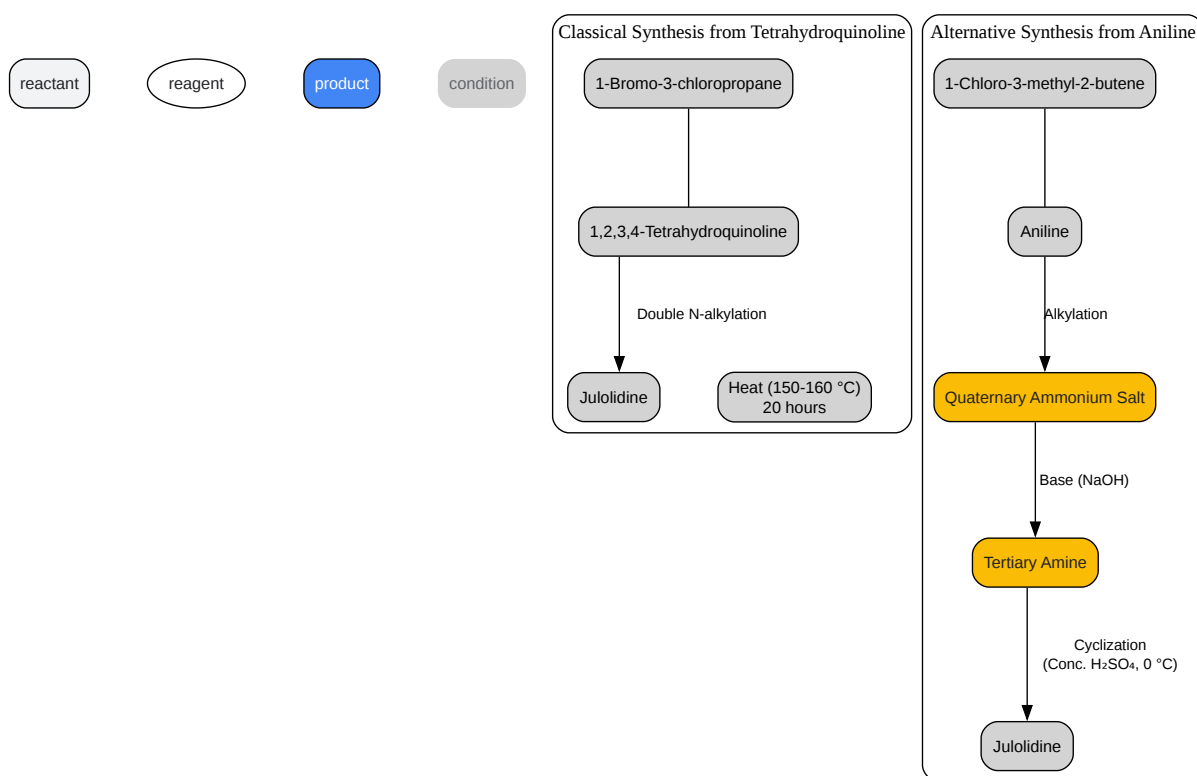 Classical Synthesis from Tetrahydroquinoline
Alternative Synthesis from Aniline
reactant
reagent
product
condition
1-Bromo-3-chloropropane
1-Chloro-3-methyl-2-butene
1,2,3,4-Tetrahydroquinoline
Aniline
Double N-alkylation
Alkylation
Julolidine
Heat (150-160 °C)
20 hours
Quaternary Ammonium Salt
Base (NaOH)
Tertiary Amine
Cyclization
(Conc. H₂SO₄, 0 °C)
Julolidine